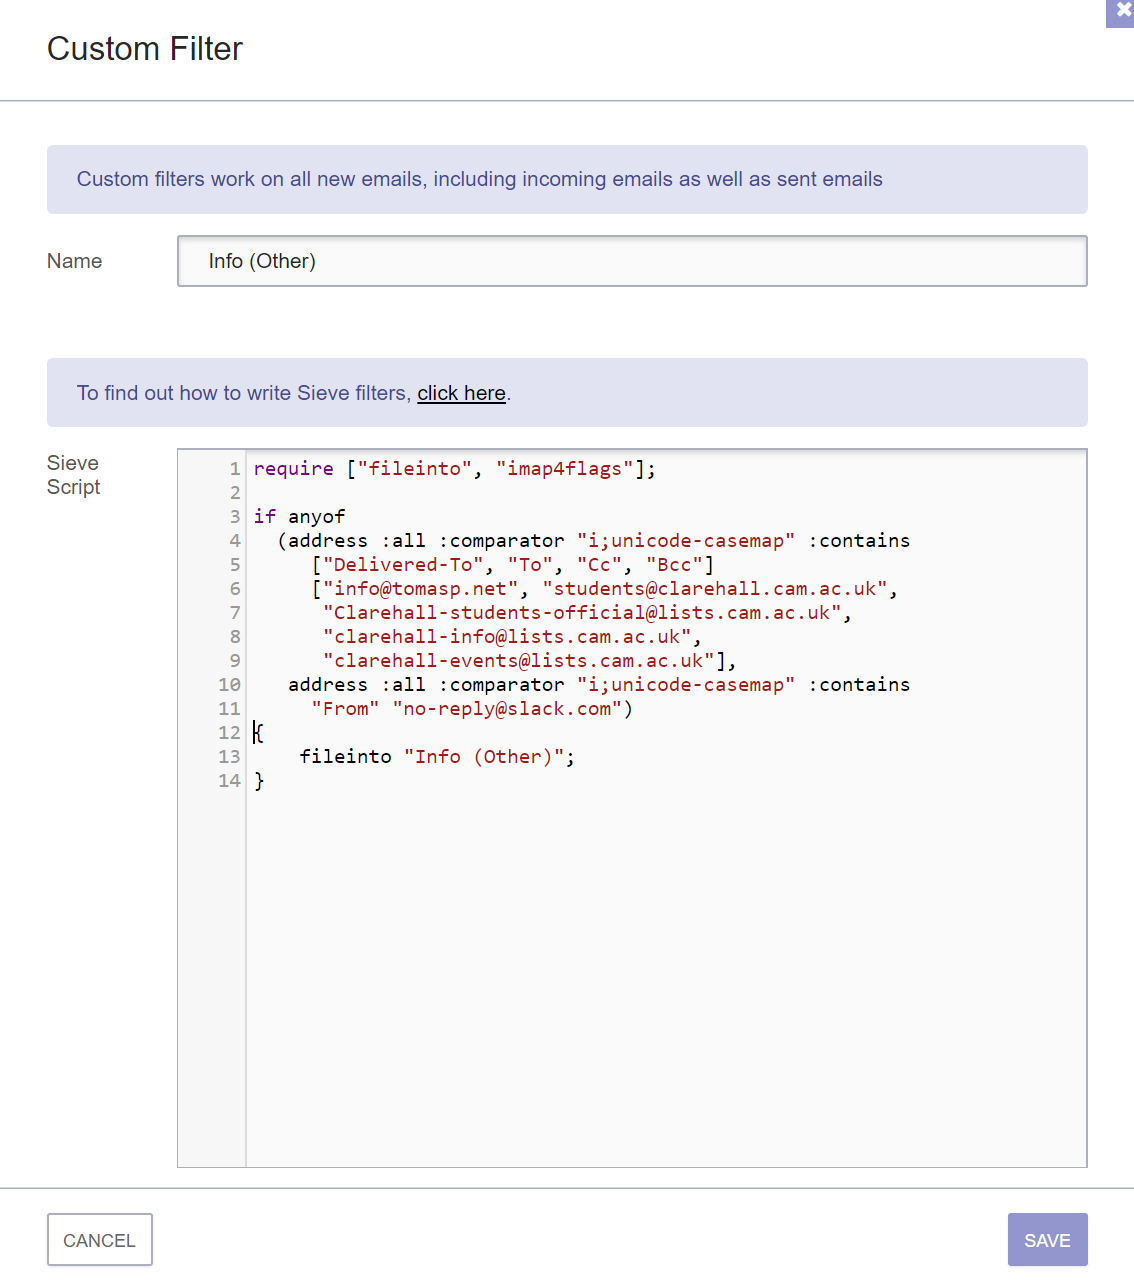 Custom Filter
Custom filters work on all new emails, including incoming emails as well as sent emails
Name
Info (Other)
To find out how to write Sieve filters, click here.
Sieve
Script
1 require ["fileinto", "imap4flags"];
2
3 if anyof
4   (address :all :comparator "i;unicode-casemap" :contains
5      ["Delivered-To", "To", "Cc", "Bcc"]
6      ["info@tomasp.net", "students@clarehall.cam.ac.uk",
7       "Clarehall-students-official@lists.cam.ac.uk",
8       "clarehall-info@lists.cam.ac.uk",
9       "clarehall-events@lists.cam.ac.uk"],
10    address :all :comparator "i;unicode-casemap" :contains
11      "From" "no-reply@slack.com")
12 {
13     fileinto "Info (Other)";
14 }
CANCEL
SAVE